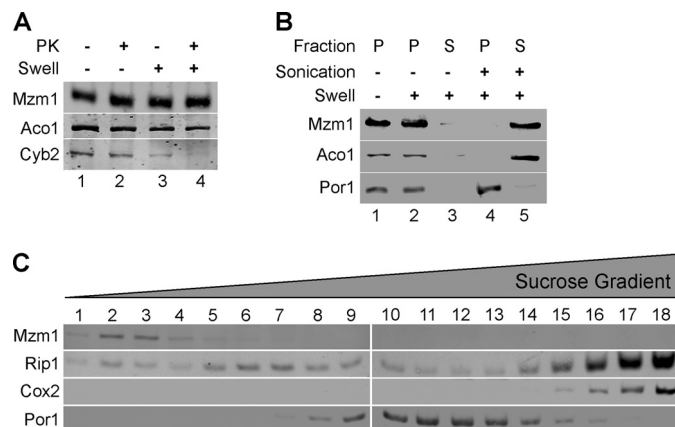 A
PK - + - +
Swell - - + +
Mzm1
Aco1
Cyb2
1 2 3 4
B
Fraction P P S P S
Sonication - - - + +
Swell - + + + +
Mzm1
Aco1
Por1
1 2 3 4 5
C
Sucrose Gradient
1 2 3 4 5 6 7 8 9 10 11 12 13 14 15 16 17 18
Mzm1
Rip1
Cox2
Por1